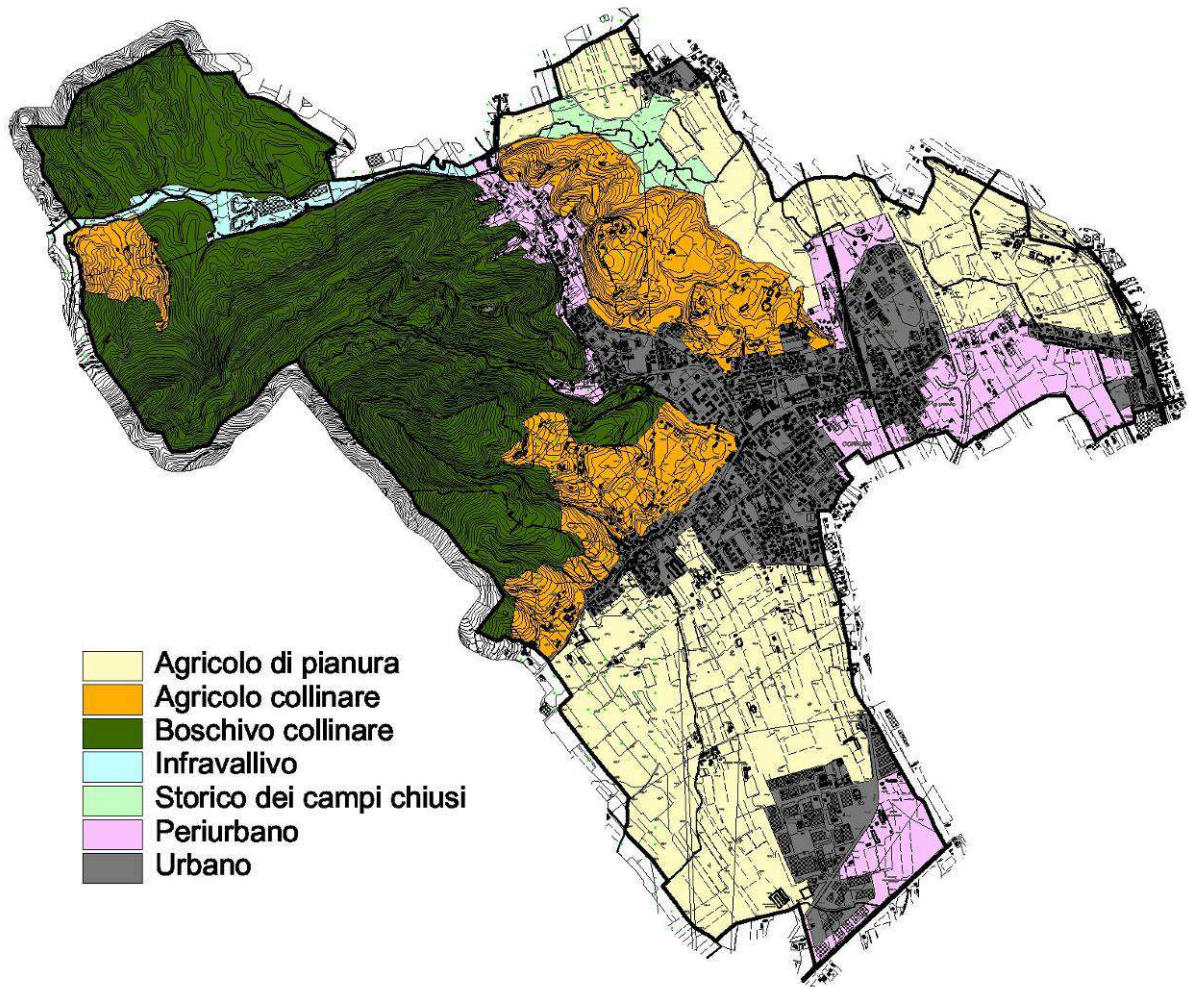 Agricolo di pianura
Agricolo collinare
Boschivo collinare
Infravallivo
Storico dei campi chiusi
Periurbano
Urbano